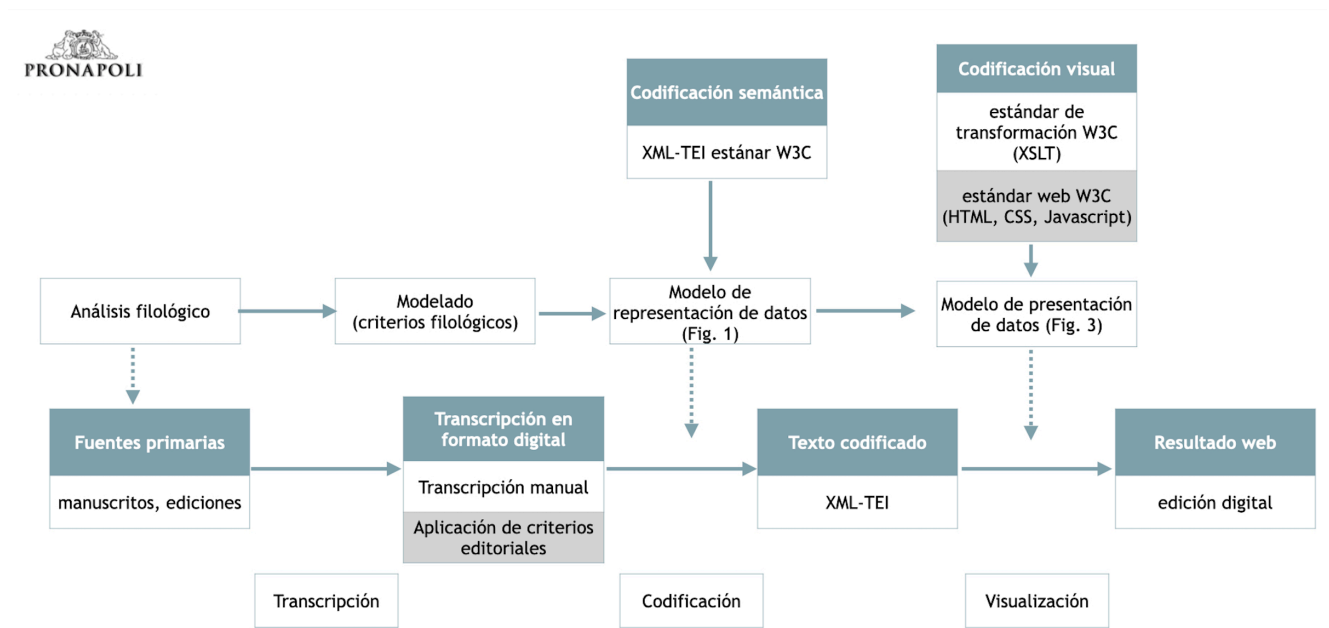 PRONAPOLI
Codificación semántica
XML-TEI estánar W3C
Codificación visual
estándar de
transformación W3C
(XSLT)
estándar web W3C
(HTML, CSS, Javascript)
Análisis filológico
Modelado
(criterios filológicos)
Modelo de
representación de datos
(Fig. 1)
Modelo de presentación
de datos (Fig. 3)
Fuentes primarias
manuscritos, ediciones
Transcripción en
formato digital
Transcripción manual
Aplicación de criterios
editoriales
Texto codificado
XML-TEI
Resultado web
edición digital
Transcripción
Codificación
Visualización